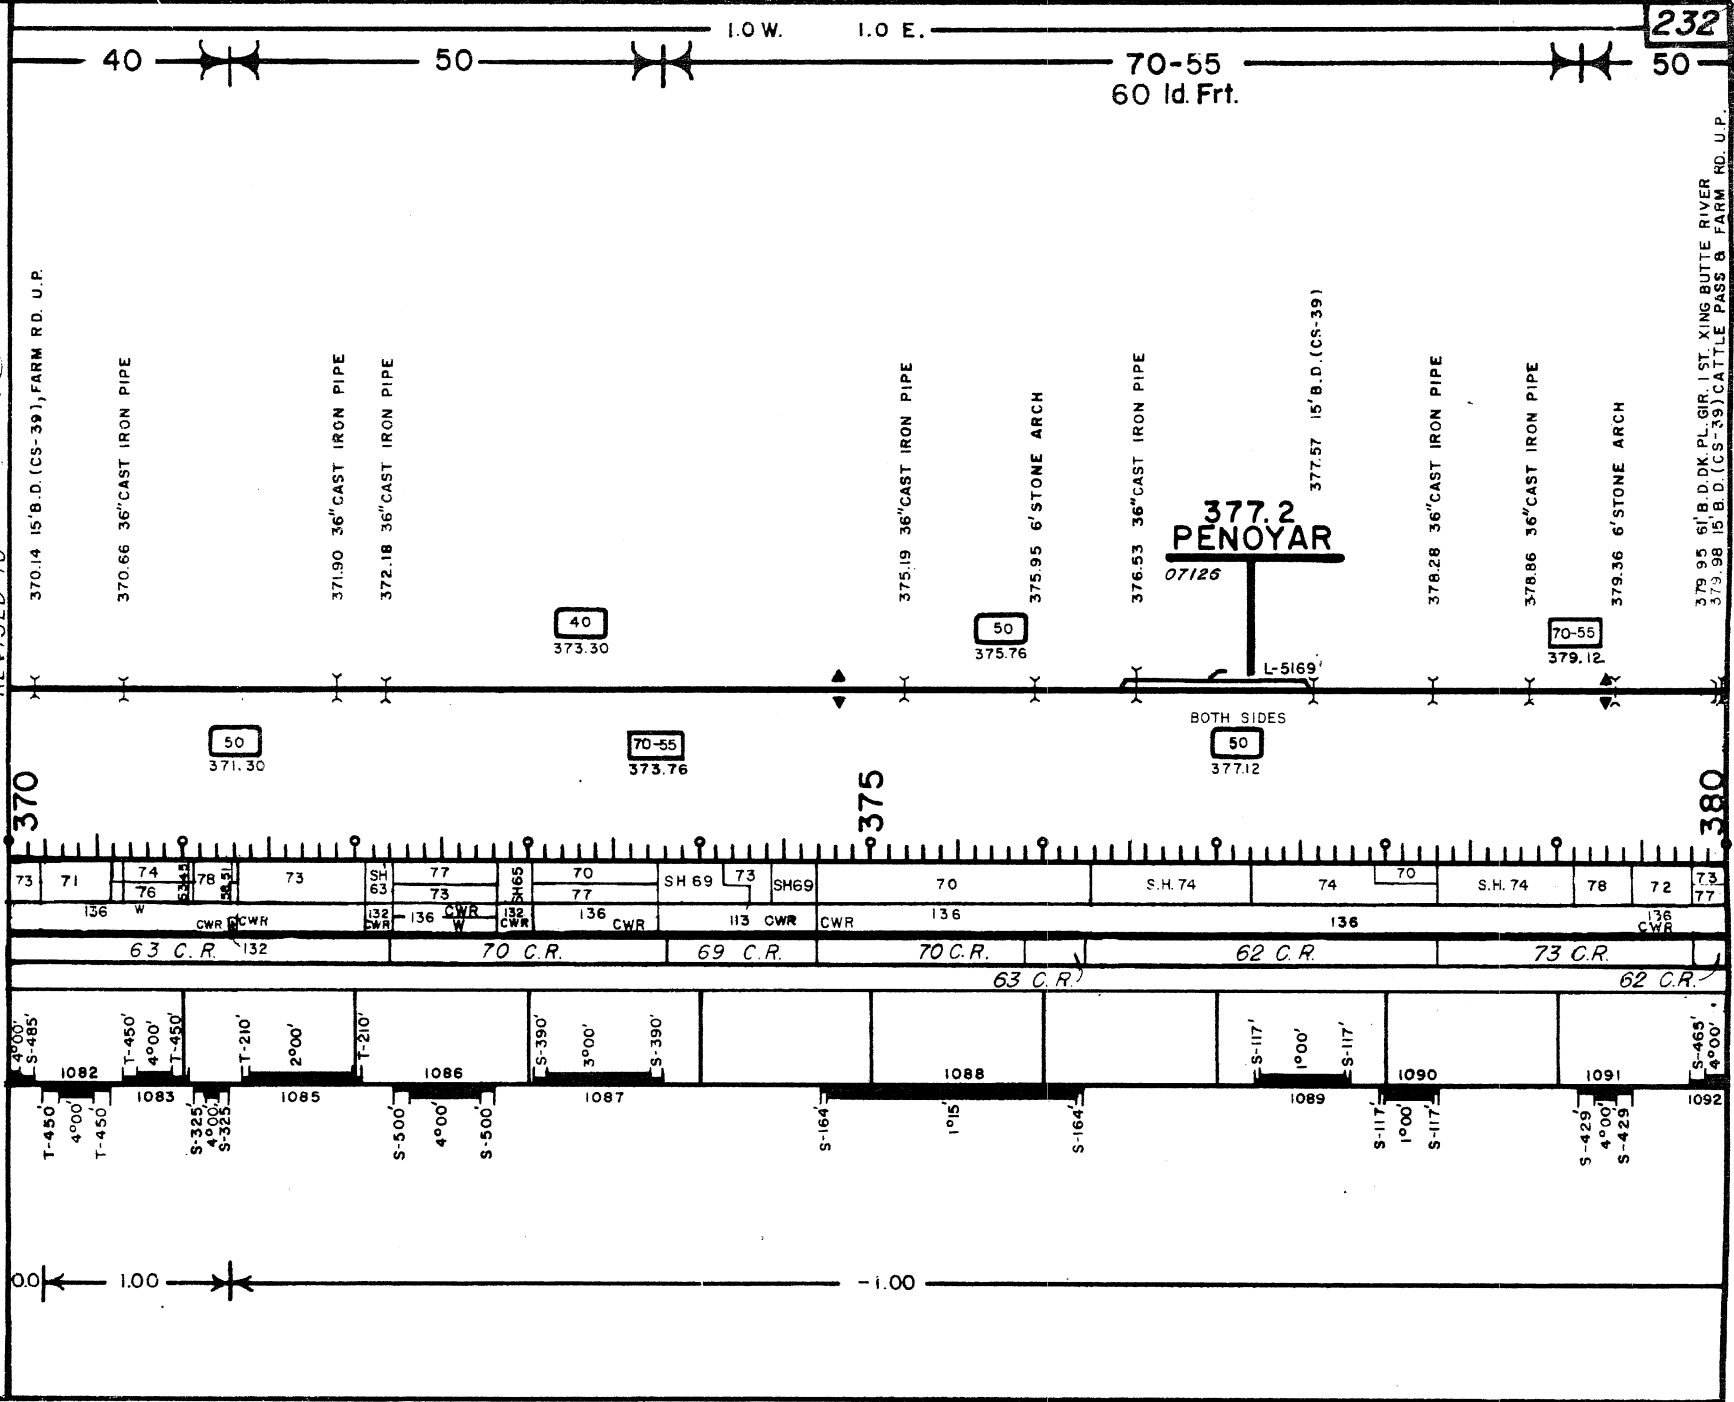 232
1.0 W. 1.0 E.
40 50 70-55 50
60 ld. Frt.
370.14 15'B.D.(CS-39), FARM RD. U.P.
370.66 36"CAST IRON PIPE
371.90 36"CAST IRON PIPE
372.18 36"CAST IRON PIPE
375.19 36"CAST IRON PIPE
375.95 6'STONE ARCH
376.53 36"CAST IRON PIPE
377.57 15'B.D.(CS-39)
378.28 36"CAST IRON PIPE
378.86 36"CAST IRON PIPE
379.36 6'STONE ARCH
379.95 61' B.D.DK.PL.GIR. 1 ST. XING BUTTE RIVER
379.98 15'B.D.(CS-39) CATTLE PASS & FARM RD. U.P.
377.2
PENOYAR
07126
40
373.30
50
375.76
70-55
379.12
L-5169'
BOTH SIDES
50
371.30
70-55
373.76
50
377.12
370 375 380
73 71 74 78 73 SH 63 77 SH65 70 SH 69 73 SH69 70 S.H. 74 74 70 S.H. 74 78 72 73
76 73 77 77
136 W CWR CWR 132 CWR 136 CWR W 132 CWR 136 CWR 113 CWR CWR 136 136 136 CWR
63 C.R. 132 70 C.R. 69 C.R. 70 C.R. 62 C.R. 73 C.R.
63 C.R. 62 C.R.
4°00' S-485' T-450' 4°00' T-450' T-210' 2°00' T-210' S-390' 3°00' S-390' S-117' 1°00' S-117' S-465' 4°00'
1082 1086 1088 1090 1091
1083 1085 1087 1089 1092
T-450' 4°00' T-450' S-325' 4°00' S-325' S-500' 4°00' S-500' S-164' 1°15' S-164' S-117' 1°00' S-117' S-429' 4°00' S-429
0.0 1.00 -1.00